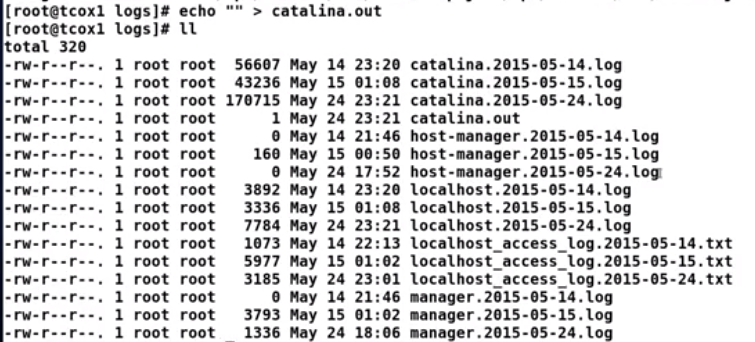 [root@tcox1 logs]# echo "" > catalina.out
[root@tcox1 logs]# ll
total 320
-rw-r--r--. 1 root root  56607 May 14 23:20 catalina.2015-05-14.log
-rw-r--r--. 1 root root  43236 May 15 01:08 catalina.2015-05-15.log
-rw-r--r--. 1 root root 170715 May 24 23:21 catalina.2015-05-24.log
-rw-r--r--. 1 root root      1 May 24 23:21 catalina.out
-rw-r--r--. 1 root root      0 May 14 21:46 host-manager.2015-05-14.log
-rw-r--r--. 1 root root    160 May 15 00:50 host-manager.2015-05-15.log
-rw-r--r--. 1 root root      0 May 24 17:52 host-manager.2015-05-24.log
-rw-r--r--. 1 root root   3892 May 14 23:20 localhost.2015-05-14.log
-rw-r--r--. 1 root root   3336 May 15 01:08 localhost.2015-05-15.log
-rw-r--r--. 1 root root   7784 May 24 23:21 localhost.2015-05-24.log
-rw-r--r--. 1 root root   1073 May 14 22:13 localhost_access_log.2015-05-14.txt
-rw-r--r--. 1 root root   5977 May 15 01:02 localhost_access_log.2015-05-15.txt
-rw-r--r--. 1 root root   3185 May 24 23:01 localhost_access_log.2015-05-24.txt
-rw-r--r--. 1 root root      0 May 14 21:46 manager.2015-05-14.log
-rw-r--r--. 1 root root   3793 May 15 01:02 manager.2015-05-15.log
-rw-r--r--. 1 root root   1336 May 24 18:06 manager.2015-05-24.log